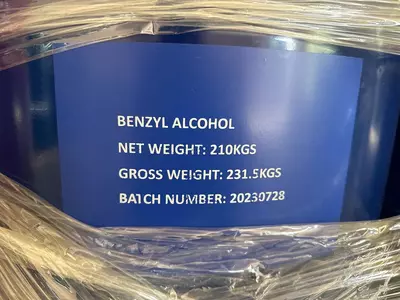 BENZYL ALCOHOL
NET WEIGHT: 210KGS
GROSS WEIGHT: 231.5KGS
BATCH NUMBER: 20230728